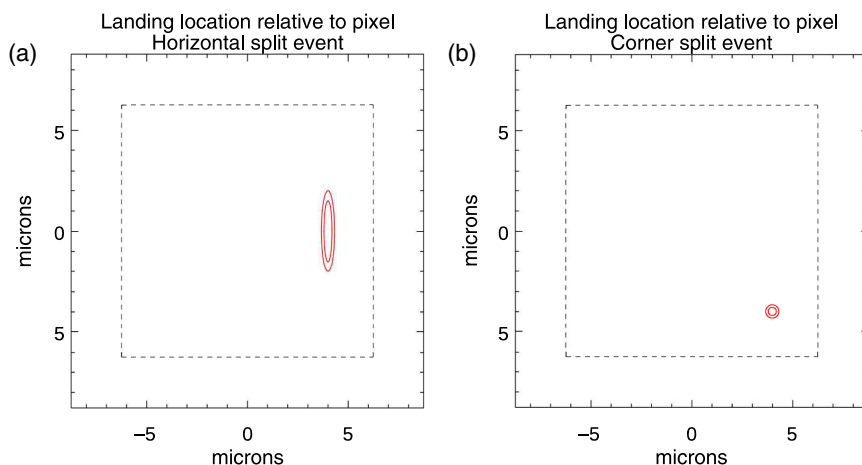 Landing location relative to pixel
Horizontal split event
(a)
5
0
5
microns
−5 0 5
microns
Landing location relative to pixel
Corner split event
(b)
5
0
5
microns
−5 0 5
microns